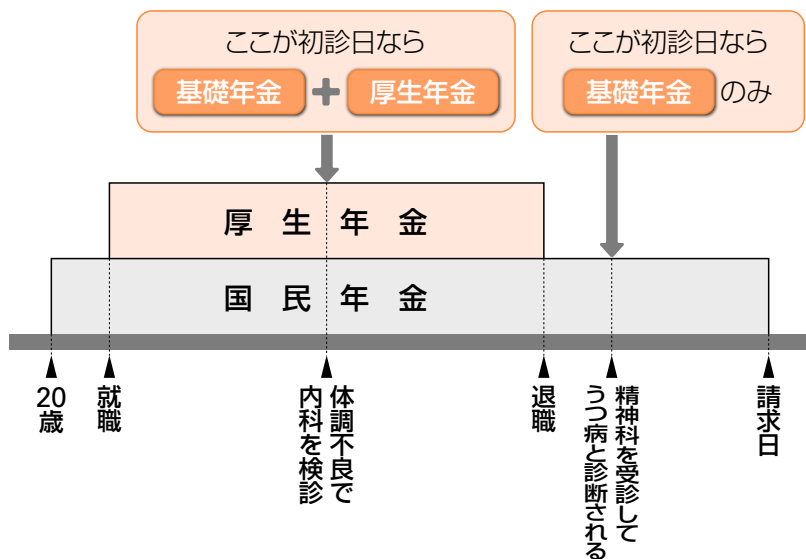 ここが初診日なら
基礎年金 + 厚生年金
ここが初診日なら
基礎年金 のみ
厚生年金
国民年金
20歳
就職
体調不良で
内科を検診
退職
精神科を受診して
うつ病と診断される
請求日